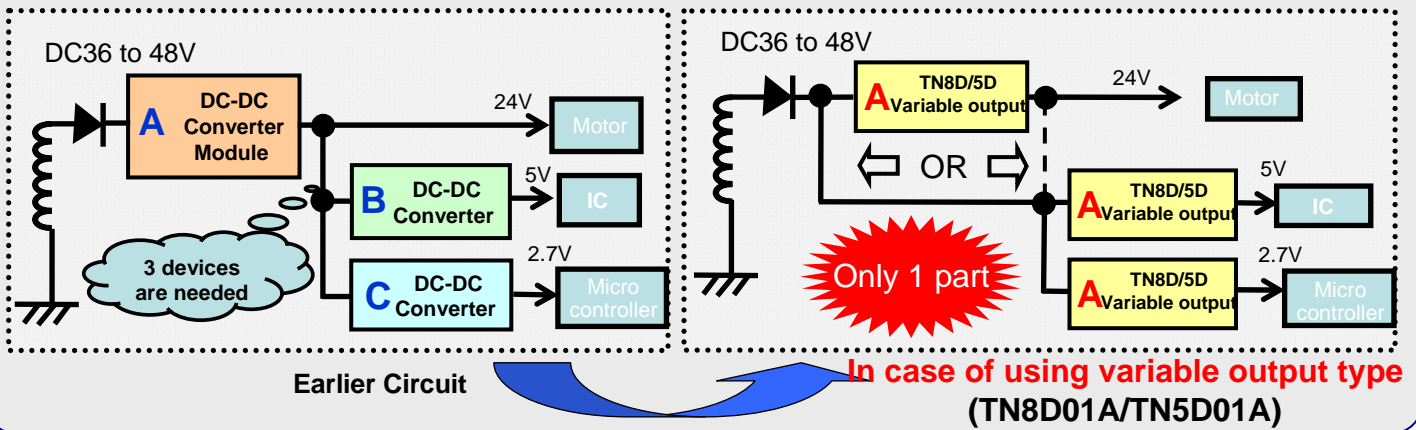 DC36 to 48V
A
DC-DC
Converter
Module
24V
Motor
B
DC-DC
Converter
5V
IC
3 devices
are needed
C
DC-DC
Converter
2.7V
Micro
controller
Earlier Circuit
DC36 to 48V
A
TN8D/5D
Variable output
24V
Motor
OR
A
TN8D/5D
Variable output
5V
IC
Only 1 part
A
TN8D/5D
Variable output
2.7V
Micro
controller
In case of using variable output type
(TN8D01A/TN5D01A)